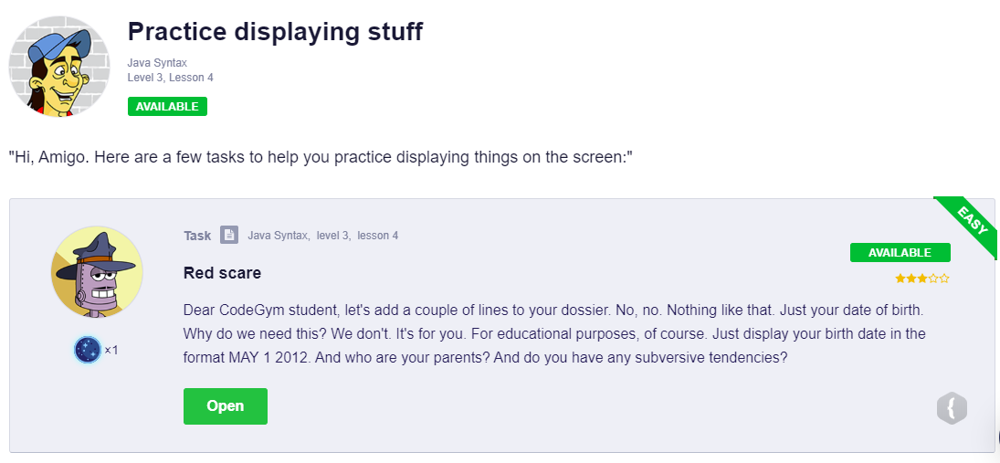 Practice displaying stuff
Java Syntax
Level 3, Lesson 4
AVAILABLE
"Hi, Amigo. Here are a few tasks to help you practice displaying things on the screen:"
EASY
Task Java Syntax, level 3, lesson 4
AVAILABLE
Red scare
Dear CodeGym student, let's add a couple of lines to your dossier. No, no. Nothing like that. Just your date of birth.
Why do we need this? We don't. It's for you. For educational purposes, of course. Just display your birth date in the
format MAY 1 2012. And who are your parents? And do you have any subversive tendencies?
×1
Open
{